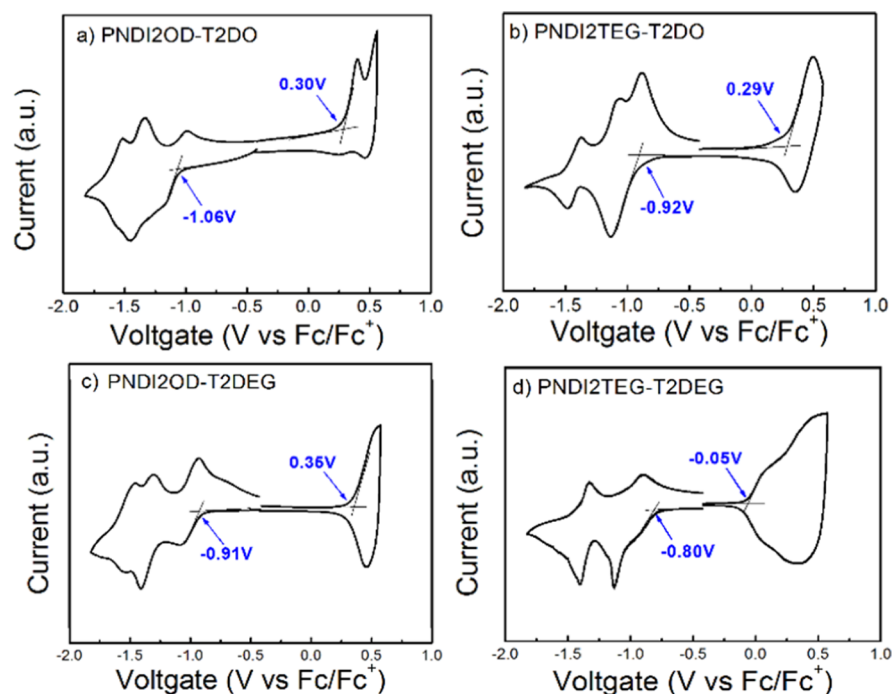 a) PNDI2OD-T2DO
0.30V
-1.06V
Current (a.u.)
-2.0 -1.5 -1.0 -0.5 0.0 0.5 1.0
Voltgate (V vs Fc/Fc+)
b) PNDI2TEG-T2DO
0.29V
-0.92V
Current (a.u.)
-2.0 -1.5 -1.0 -0.5 0.0 0.5 1.0
Voltgate (V vs Fc/Fc+)
c) PNDI2OD-T2DEG
0.35V
-0.91V
Current (a.u.)
-2.0 -1.5 -1.0 -0.5 0.0 0.5 1.0
Voltgate (V vs Fc/Fc+)
d) PNDI2TEG-T2DEG
-0.05V
-0.80V
Current (a.u.)
-2.0 -1.5 -1.0 -0.5 0.0 0.5 1.0
Voltgate (V vs Fc/Fc+)